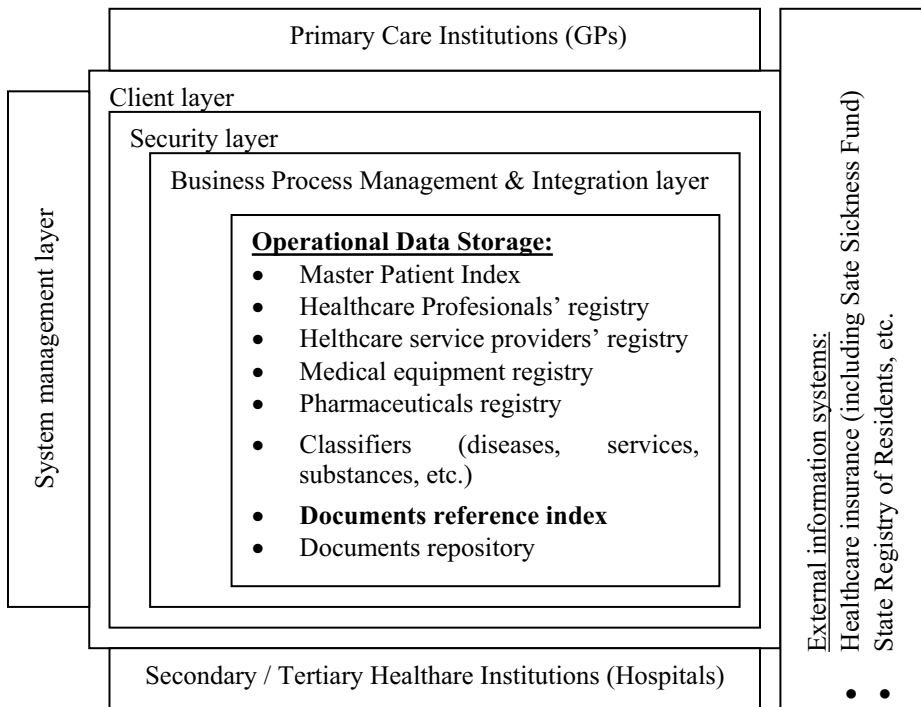 Primary Care Institutions (GPs)
Client layer
Security layer
Business Process Management & Integration layer
Operational Data Storage:
• Master Patient Index
• Healthcare Profesionals’ registry
• Helthcare service providers’ registry
• Medical equipment registry
• Pharmaceuticals registry
• Classifiers (diseases, services,
substances, etc.)
• Documents reference index
• Documents repository
System management layer
Secondary / Tertiary Healthare Institutions (Hospitals)
External information systems:
• Healthcare insurance (including Sate Sickness Fund)
• State Registry of Residents, etc.